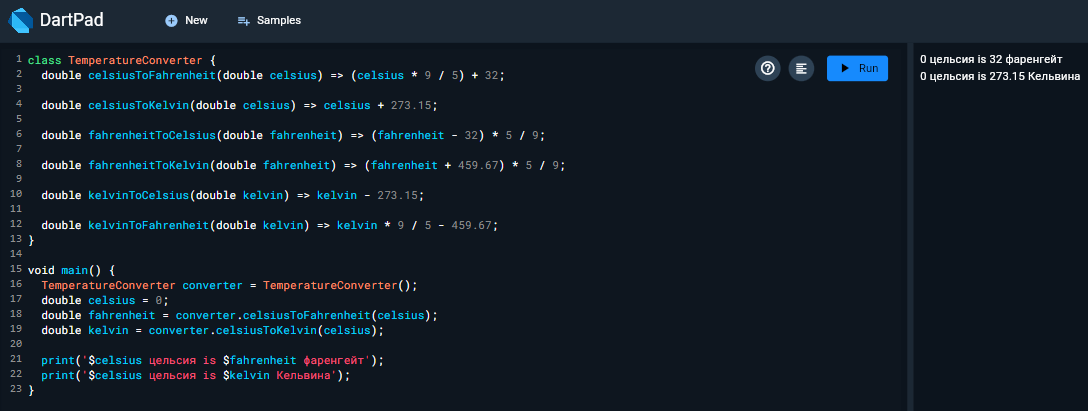 DartPad
New
Samples
1 class TemperatureConverter {
2 double celsiusToFahrenheit(double celsius) => (celsius * 9 / 5) + 32;
3
4 double celsiusToKelvin(double celsius) => celsius + 273.15;
5
6 double fahrenheitToCelsius(double fahrenheit) => (fahrenheit - 32) * 5 / 9;
7
8 double fahrenheitToKelvin(double fahrenheit) => (fahrenheit + 459.67) * 5 / 9;
9
10 double kelvinToCelsius(double kelvin) => kelvin - 273.15;
11
12 double kelvinToFahrenheit(double kelvin) => kelvin * 9 / 5 - 459.67;
13 }
14
15 void main() {
16 TemperatureConverter converter = TemperatureConverter();
17 double celsius = 0;
18 double fahrenheit = converter.celsiusToFahrenheit(celsius);
19 double kelvin = converter.celsiusToKelvin(celsius);
20
21 print('$celsius цельсия is $fahrenheit фаренгейт');
22 print('$celsius цельсия is $kelvin Кельвина');
23 }
Run
0 цельсия is 32 фаренгейт
0 цельсия is 273.15 Кельвина